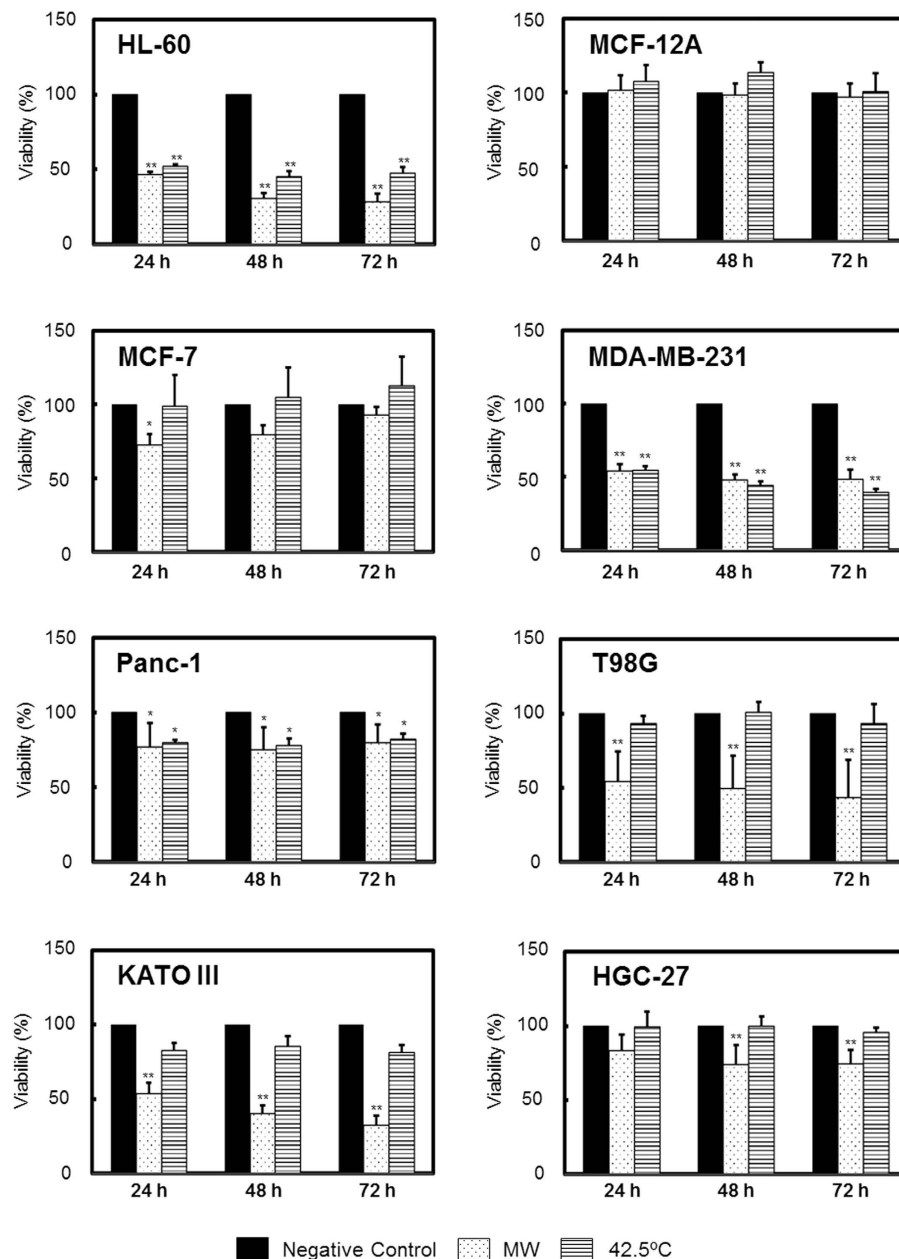 HL-60
Viability (%)
150
100
50
0
** ** ** ** ** **
24 h 48 h 72 h
MCF-12A
Viability (%)
150
100
50
0
24 h 48 h 72 h
MCF-7
Viability (%)
150
100
50
0
*
24 h 48 h 72 h
MDA-MB-231
Viability (%)
150
100
50
0
** ** ** ** ** **
24 h 48 h 72 h
Panc-1
Viability (%)
150
100
50
0
* * * * * *
24 h 48 h 72 h
T98G
Viability (%)
150
100
50
0
** ** **
24 h 48 h 72 h
KATO III
Viability (%)
150
100
50
0
** ** **
24 h 48 h 72 h
HGC-27
Viability (%)
150
100
50
0
** **
24 h 48 h 72 h
Negative Control MW 42.5ºC